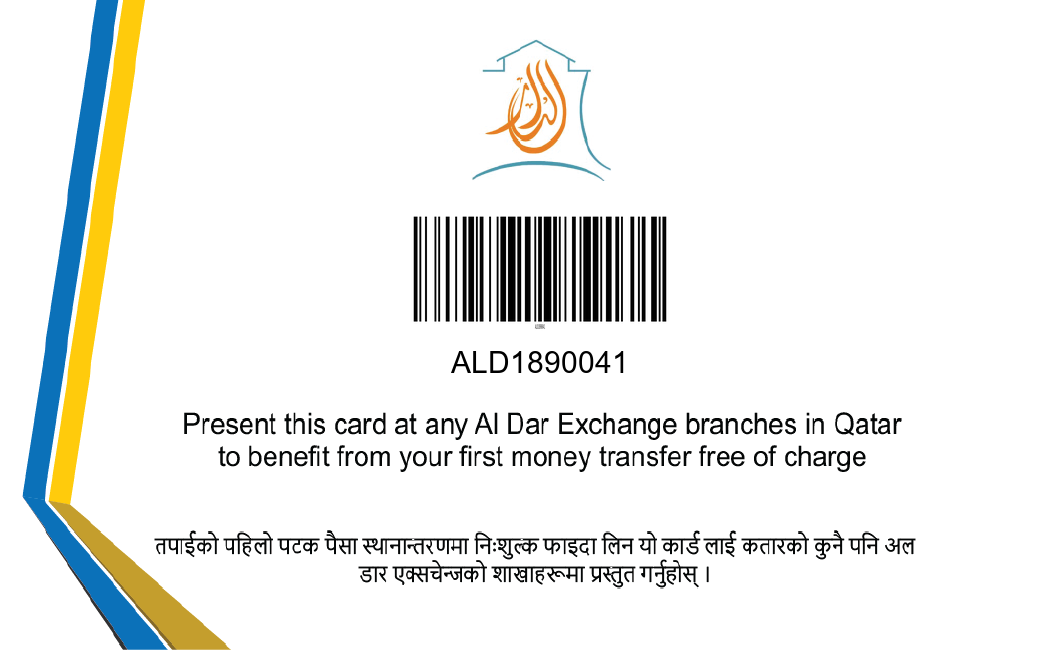 الدار
ALD1890041
Present this card at any Al Dar Exchange branches in Qatar
to benefit from your first money transfer free of charge
तपाईको पहिलो पटक पैसा स्थानान्तरणमा निःशुल्क फाइदा लिन यो कार्ड लाई कतारको कुनै पनि अल
डार एक्सचेन्जको शाखाहरूमा प्रस्तुत गर्नुहोस् ।